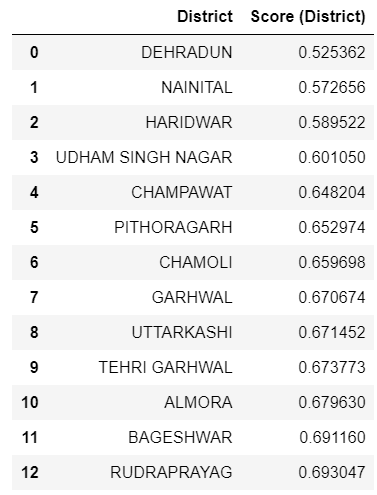 District Score (District)
0 DEHRADUN 0.525362
1 NAINITAL 0.572656
2 HARIDWAR 0.589522
3 UDHAM SINGH NAGAR 0.601050
4 CHAMPAWAT 0.648204
5 PITHORAGARH 0.652974
6 CHAMOLI 0.659698
7 GARHWAL 0.670674
8 UTTARKASHI 0.671452
9 TEHRI GARHWAL 0.673773
10 ALMORA 0.679630
11 BAGESHWAR 0.691160
12 RUDRAPRAYAG 0.693047